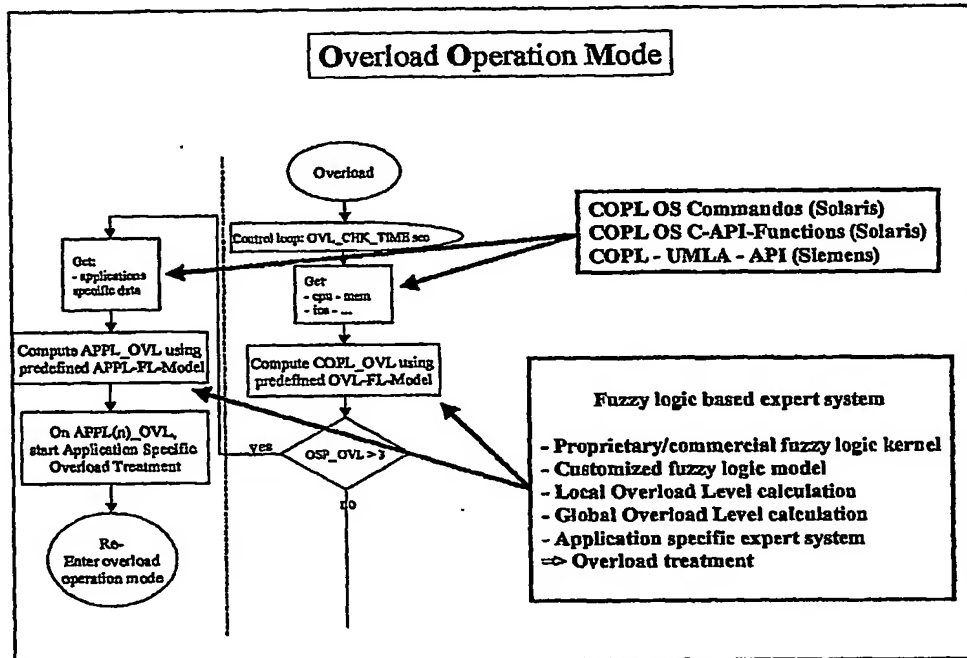 Overload Operation Mode
Overload
Control loop: OVL_CHK_TIME sec
Get:
- applications
specific data
Get
- cpu - mem
- ios - ...
COPL OS Commandos (Solaris)
COPL OS C-API-Functions (Solaris)
COPL - UMLA - API (Siemens)
Compute APPL_OVL using
predefined APPL-FL-Model
Compute COPL_OVL using
predefined OVL-FL-Model
On APPL(n)_OVL,
start Application Specific
Overload Treatment
yes
OSP_OVL > 3
no
Re-
Enter overload
operation mode
Fuzzy logic based expert system
- Proprietary/commercial fuzzy logic kernel
- Customized fuzzy logic model
- Local Overload Level calculation
- Global Overload Level calculation
- Application specific expert system
=> Overload treatment